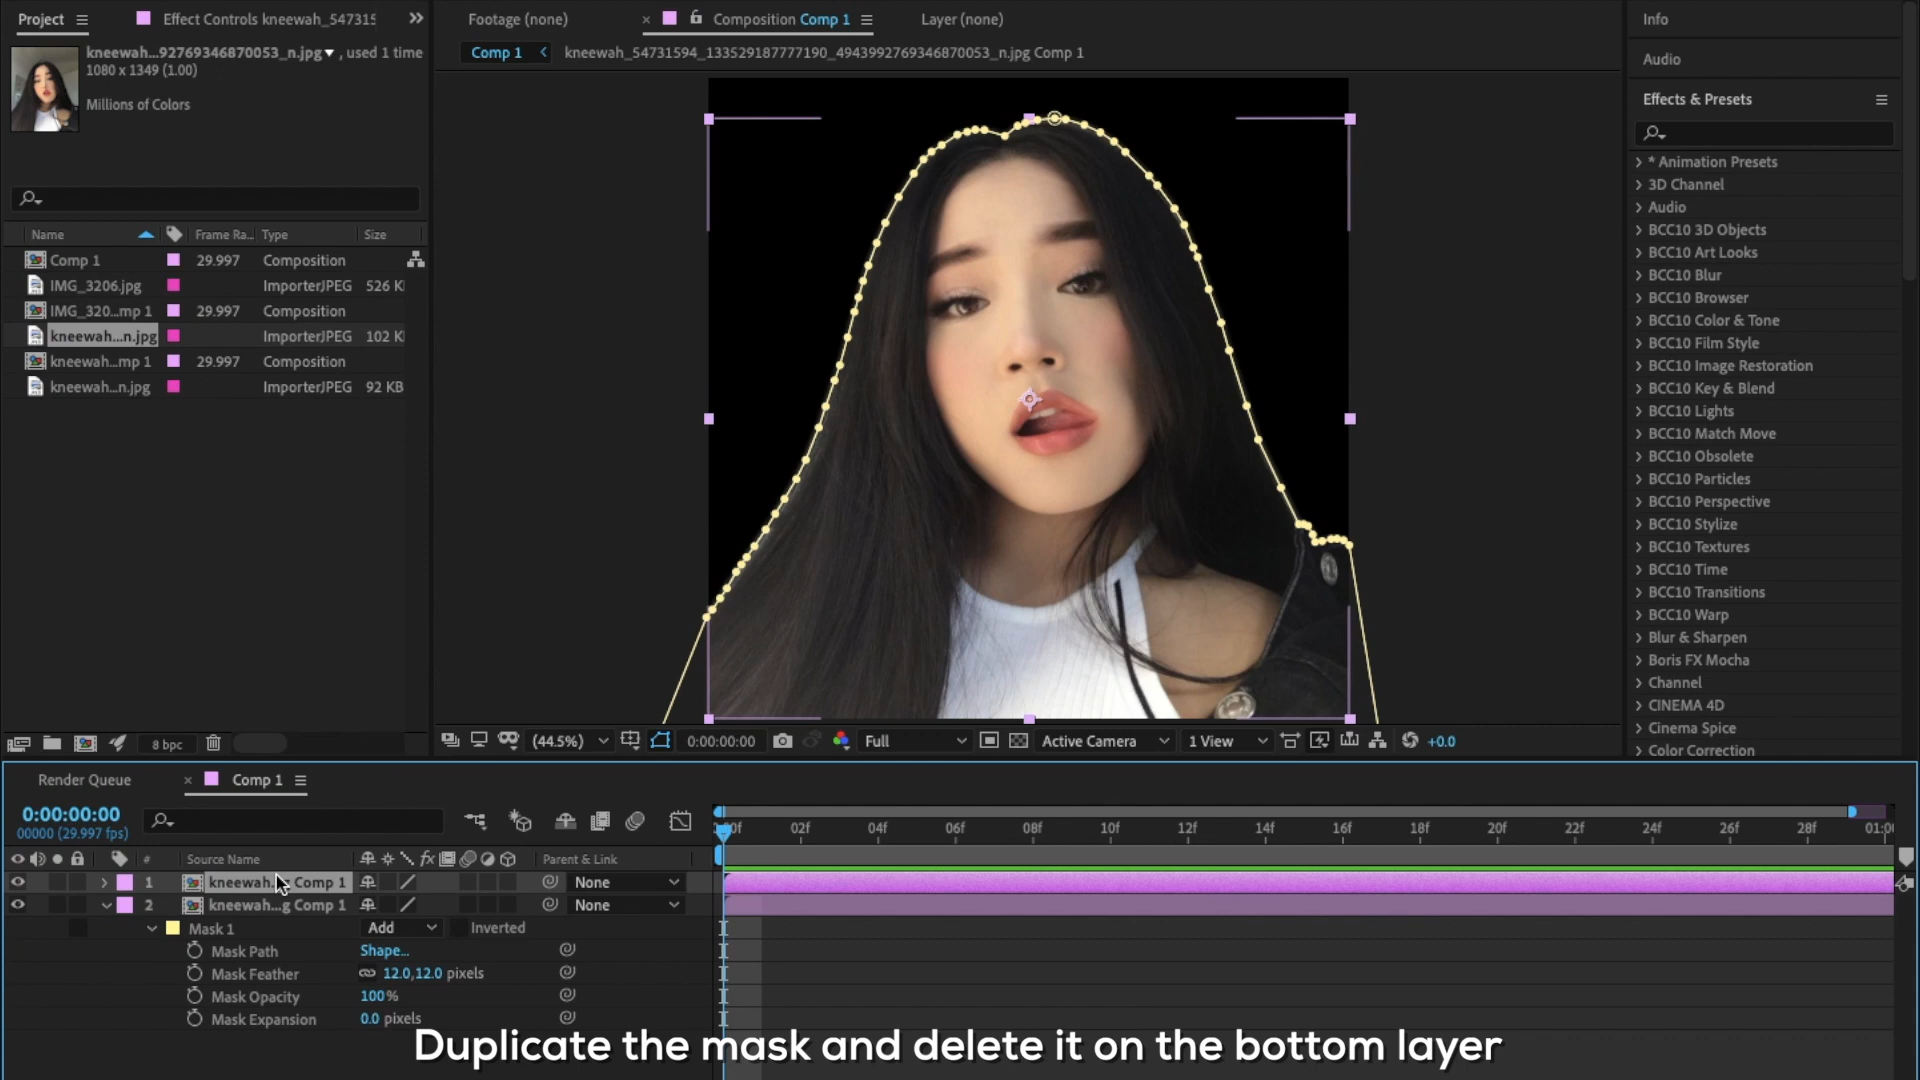 Project
Effect Controls kneewah_547315
kneewah...92769346870053_n.jpg , used 1 time
1080 x 1349 (1.00)
Millions of Colors
Name
Frame Ra...
Type
Size
Comp 1
29.997
Composition
IMG_3206.jpg
ImporterJPEG
526 K
IMG_320...mp 1
29.997
Composition
kneewah...n.jpg
ImporterJPEG
102 K
kneewah...mp 1
29.997
Composition
kneewah...n.jpg
ImporterJPEG
92 KB
8 bpc
Footage (none)
Composition Comp 1
Layer (none)
Comp 1
kneewah_54731594_133529187777190_4943992769346870053_n.jpg Comp 1
(44.5%)
0:00:00:00
Full
Active Camera
1 View
+0.0
Info
Audio
Effects & Presets
* Animation Presets
3D Channel
Audio
BCC10 3D Objects
BCC10 Art Looks
BCC10 Blur
BCC10 Browser
BCC10 Color & Tone
BCC10 Film Style
BCC10 Image Restoration
BCC10 Key & Blend
BCC10 Lights
BCC10 Match Move
BCC10 Obsolete
BCC10 Particles
BCC10 Perspective
BCC10 Stylize
BCC10 Textures
BCC10 Time
BCC10 Transitions
BCC10 Warp
Blur & Sharpen
Boris FX Mocha
Channel
CINEMA 4D
Cinema Spice
Color Correction
Render Queue
Comp 1
0:00:00:00
00000 (29.997 fps)
02f 04f 06f 08f 10f 12f 14f 16f 18f 20f 22f 24f 26f 28f 01:0
# Source Name
Parent & Link
1 kneewah... Comp 1 None
2 kneewah...g Comp 1 None
Mask 1 Add Inverted
Mask Path Shape...
Mask Feather 12.0,12.0 pixels
Mask Opacity 100%
Mask Expansion 0.0 pixels
Duplicate the mask and delete it on the bottom layer